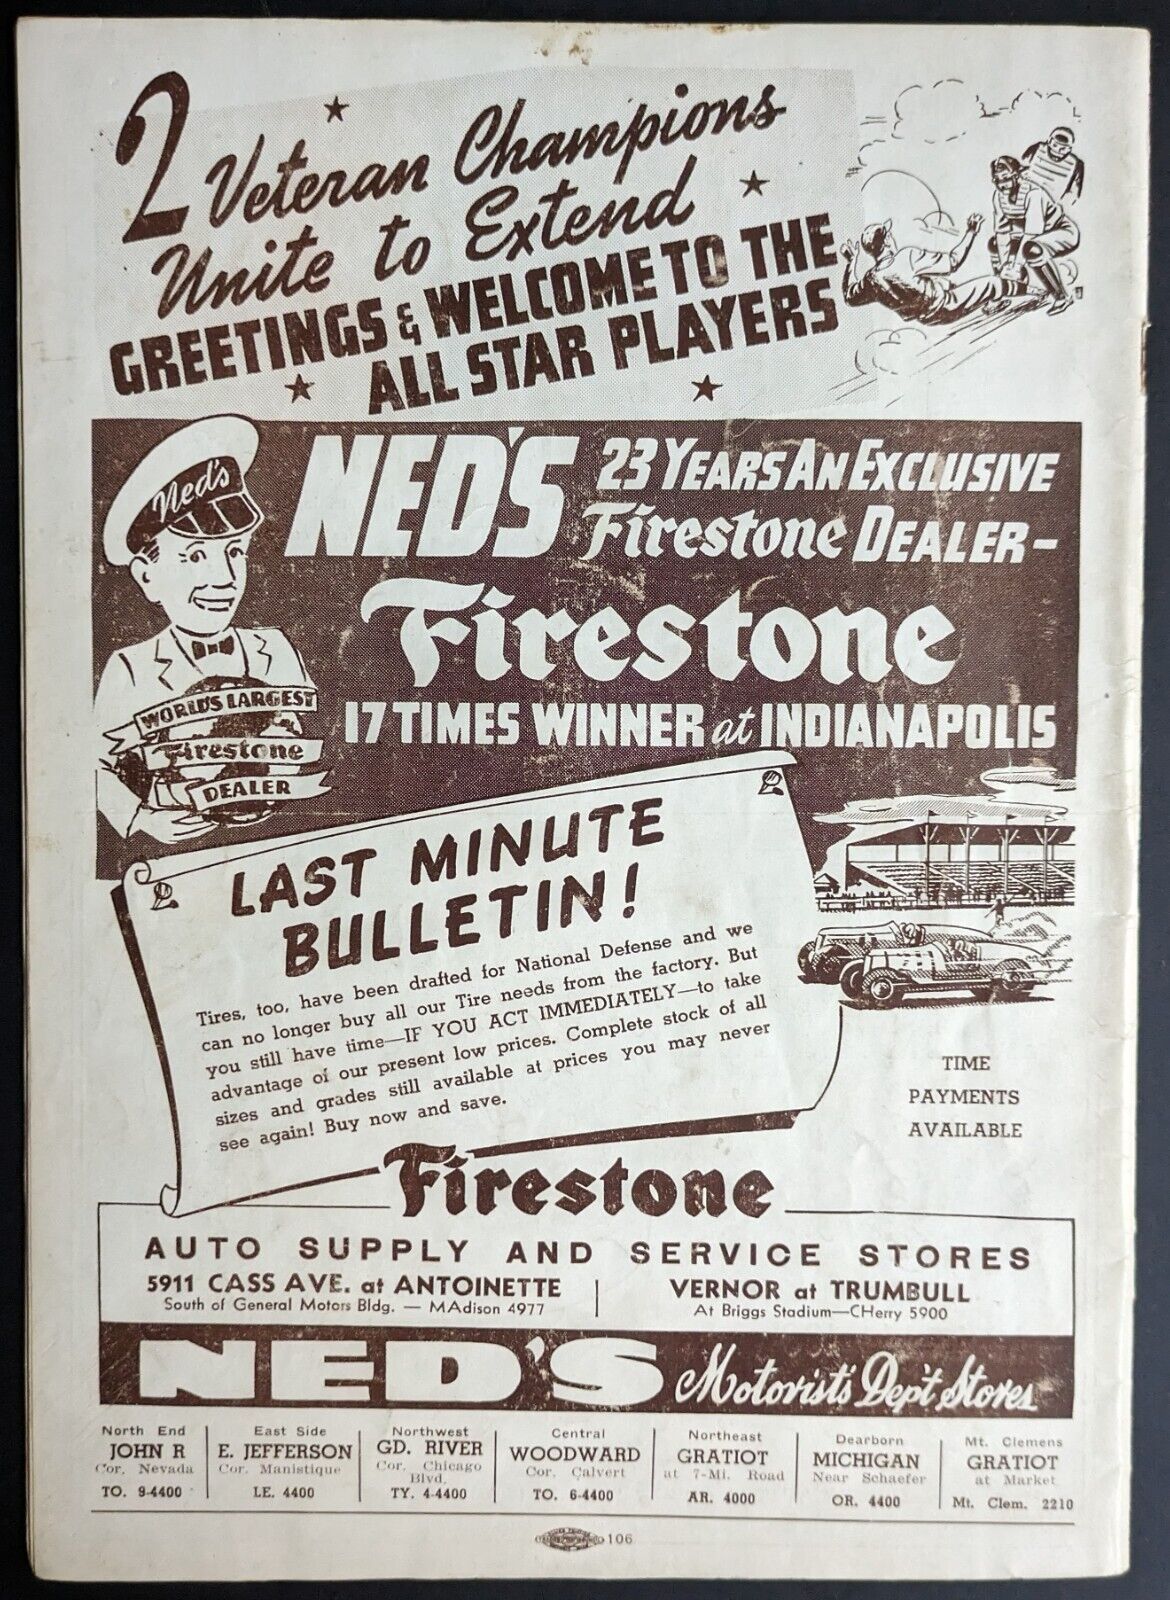 2 Veteran Champions
Unite to Extend
GREETINGS & WELCOME TO THE
ALL STAR PLAYERS
Ned's
NED'S
23 YEARS AN EXCLUSIVE
Firestone DEALER-
Firestone
17 TIMES WINNER at INDIANAPOLIS
WORLD'S LARGEST
Firestone
DEALER
LAST MINUTE
BULLETIN!
Tires, too, have been drafted for National Defense and we
can no longer buy all our Tire needs from the factory. But
you still have time—IF YOU ACT IMMEDIATELY—to take
advantage of our present low prices. Complete stock of all
sizes and grades still available at prices you may never
see again! Buy now and save.
TIME
PAYMENTS
AVAILABLE
Firestone
AUTO SUPPLY AND SERVICE STORES
5911 CASS AVE. at ANTOINETTE
South of General Motors Bldg. — MAdison 4977
VERNOR at TRUMBULL
At Briggs Stadium—CHerry 5900
NED'S Motorist's Dep't Stores
North End
JOHN R
Cor. Nevada
TO. 8-4400
East Side
E. JEFFERSON
Cor. Manistique
LE. 4400
Northwest
GD. RIVER
Cor. Chicago
Blvd.
TY. 4-4400
Central
WOODWARD
Cor. Calvert
TO. 6-4400
Northeast
GRATIOT
at 7-Mi. Road
AR. 4000
Dearborn
MICHIGAN
Near Schaefer
OR. 4400
Mt. Clemens
GRATIOT
at Market
Mt. Clem. 2210
106